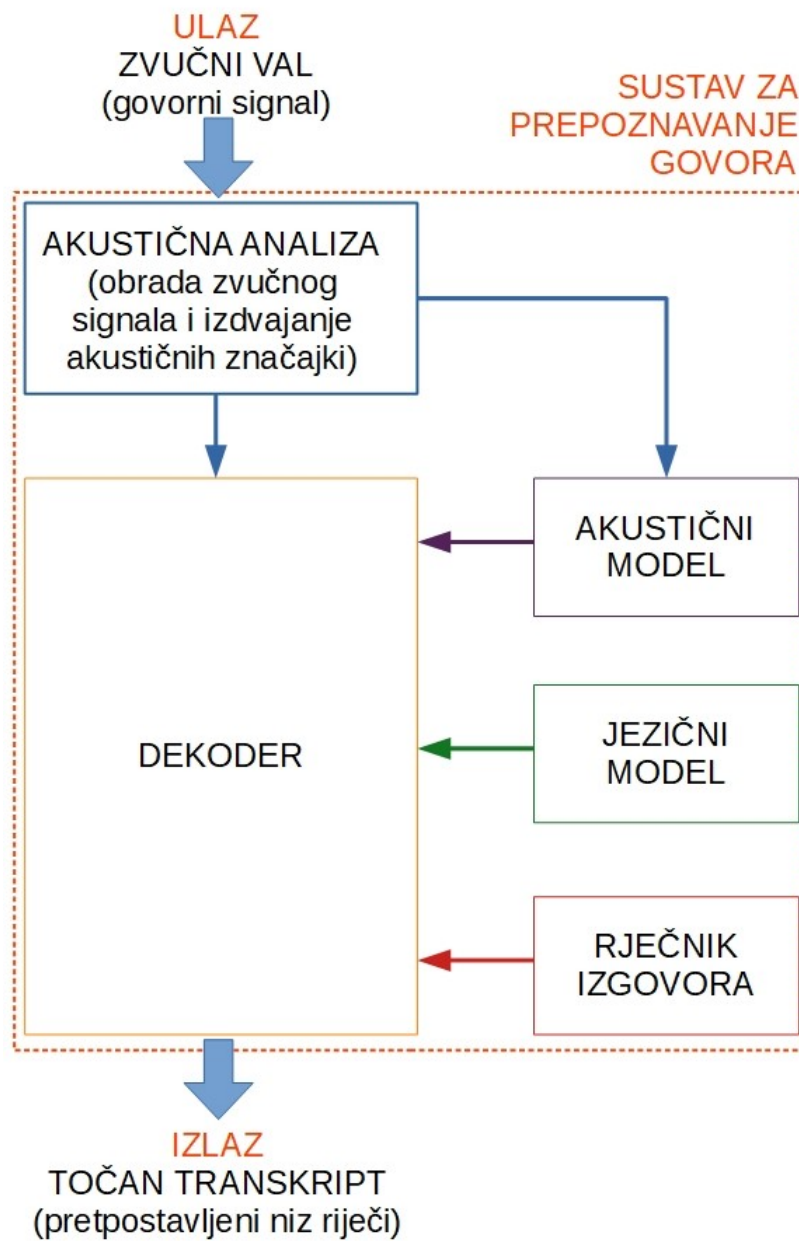 ULAZ
ZVUČNI VAL
(govorni signal)
SUSTAV ZA
PREPOZNAVANJE
GOVORA
AKUSTIČNA ANALIZA
(obrada zvučnog
signala i izdvajanje
akustičnih značajki)
AKUSTIČNI
MODEL
DEKODER
JEZIČNI
MODEL
RJEČNIK
IZGOVORA
IZLAZ
TOČAN TRANSKRIPT
(pretpostavljeni niz riječi)